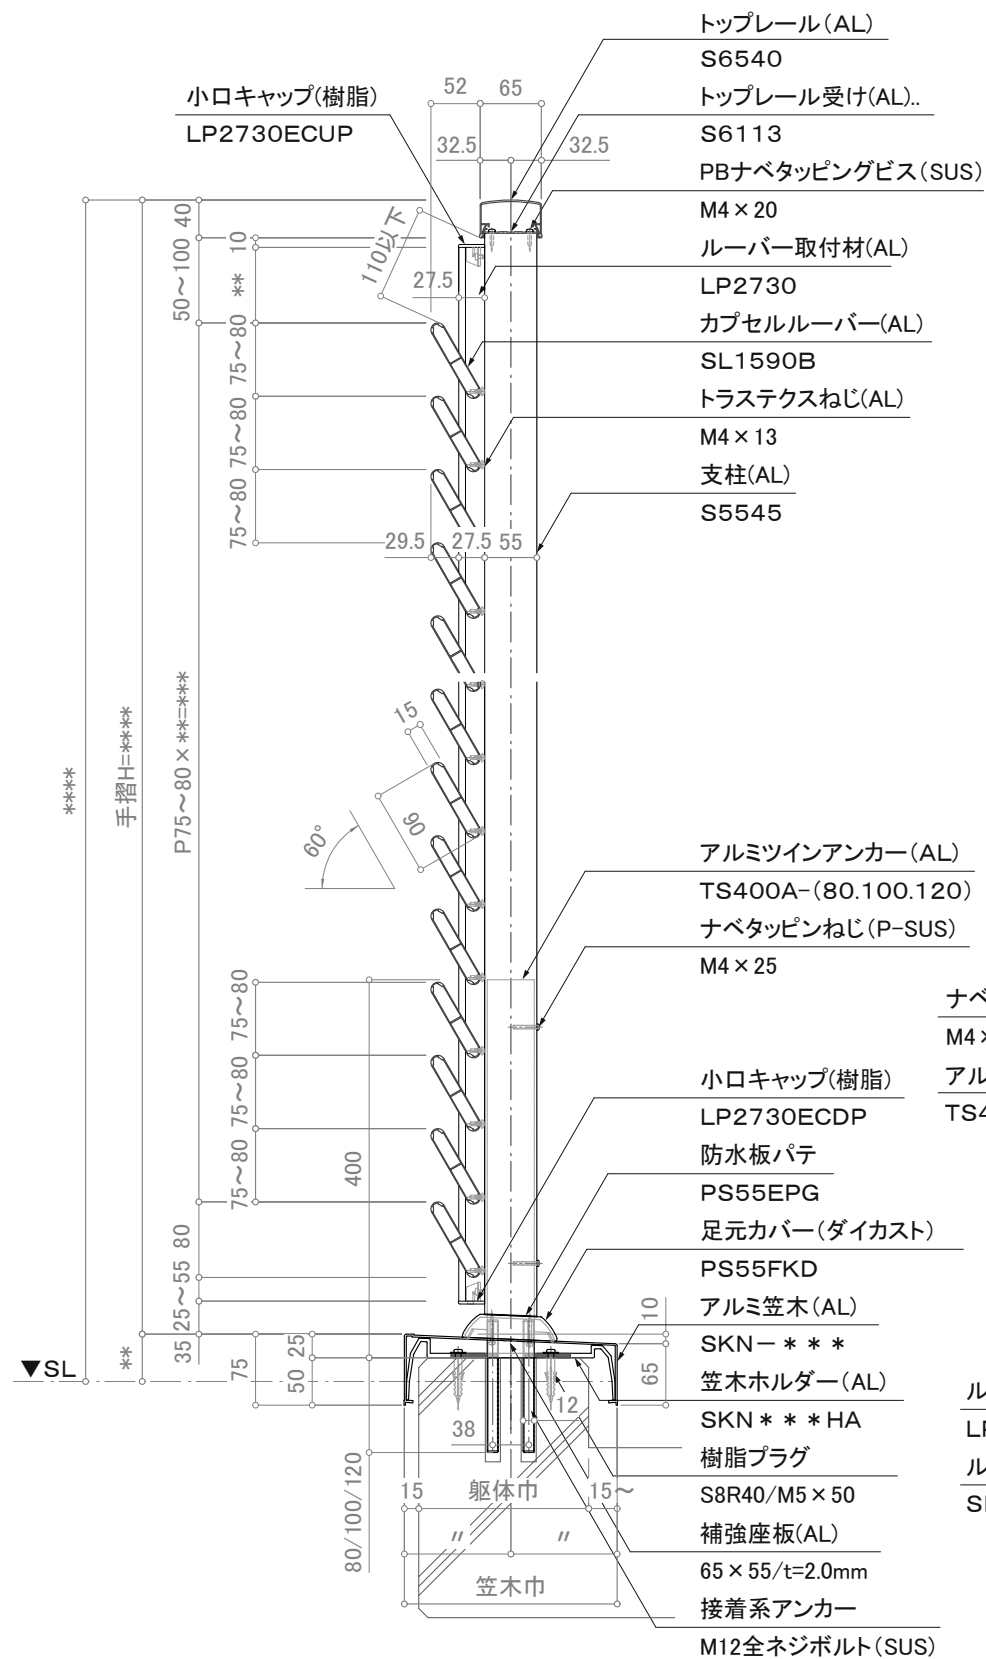 トップレール(AL)
S6540
トップレール受け(AL)..
S6113
PBナベタッピングビス(SUS)
M4×20
ルーバー取付材(AL)
LP2730
カプセルルーバー(AL)
SL1590B
トラステクスねじ(AL)
M4×13
支柱(AL)
S5545
小口キャップ(樹脂)
LP2730ECUP
52
65
32.5
32.5
40
50~100
10
**
110以下
27.5
75~80
75~80
75~80
29.5
27.5
55
15
90
60°
****
手摺H=****
P75~80×**=****
アルミツインアンカー(AL)
TS400A-(80.100.120)
ナベタッピンねじ(P-SUS)
M4×25
ナベ
M4×
アル
TS4
小口キャップ(樹脂)
LP2730ECDP
防水板パテ
PS55EPG
足元カバー(ダイカスト)
PS55FKD
アルミ笠木(AL)
SKN-***
笠木ホルダー(AL)
SKN***HA
樹脂プラグ
S8R40/M5×50
補強座板(AL)
65×55/t=2.0mm
接着系アンカー
M12全ネジボルト(SUS)
75~80
75~80
75~80
400
80
25~55
35
**
▼SL
75
25
50
10
65
12
38
80/100/120
15
躯体巾
15~
〃
〃
笠木巾
ル
LP
ル
SL